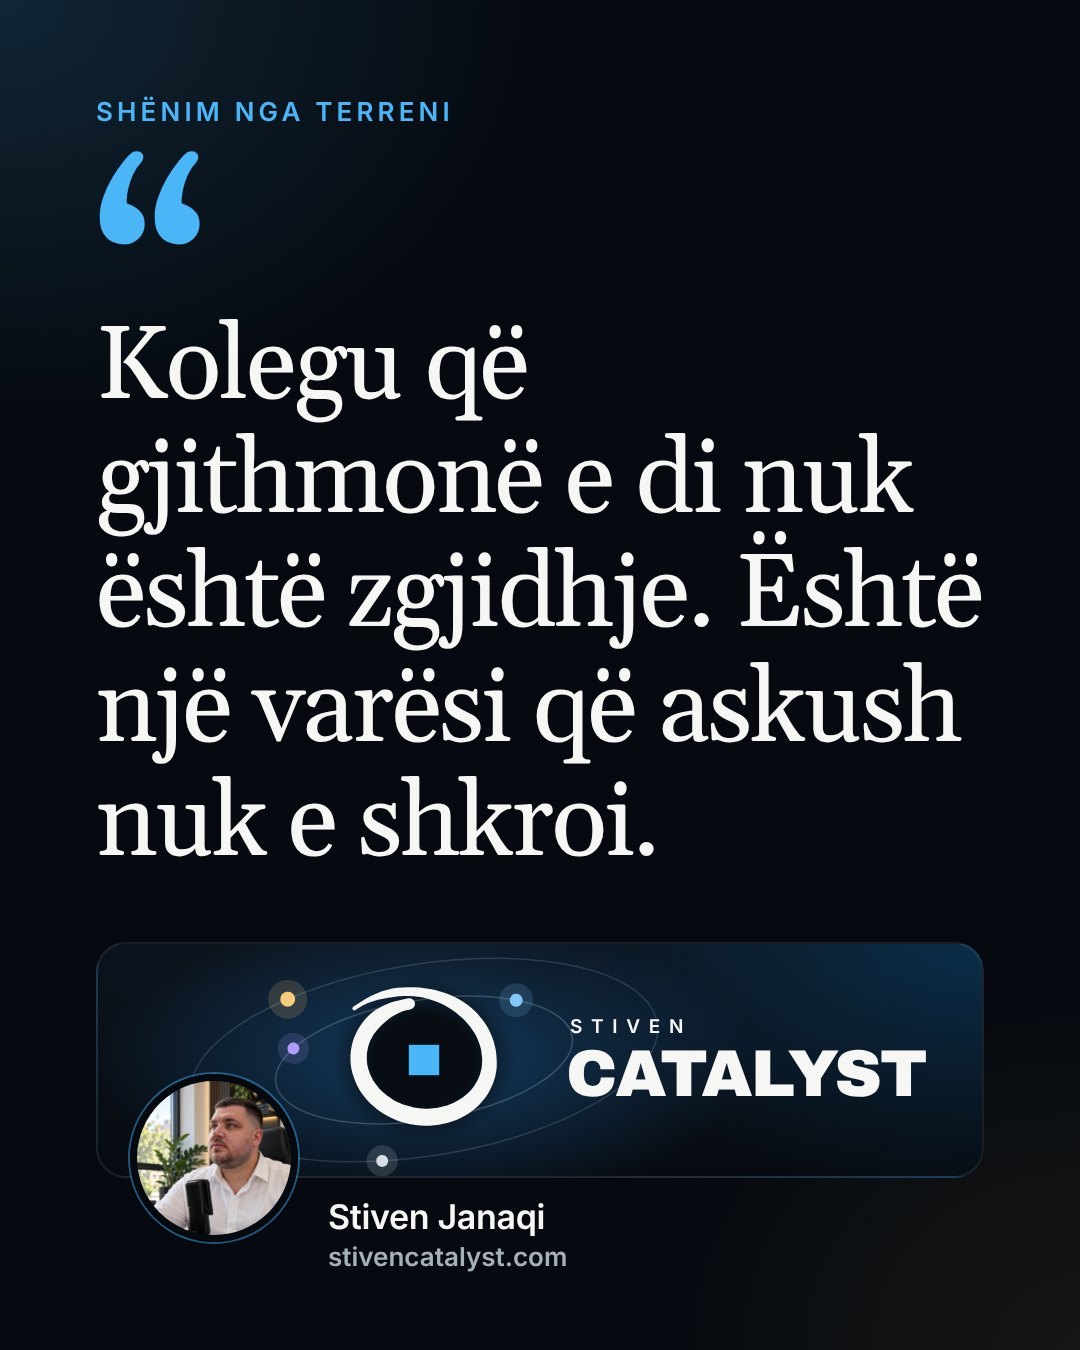 SHËNIM NGA TERRENI
“
Kolegu që
gjithmonë e di nuk
është zgjidhje. Është
një varësi që askush
nuk e shkroi.
STIVEN
CATALYST
Stiven Janaqi
stivencatalyst.com